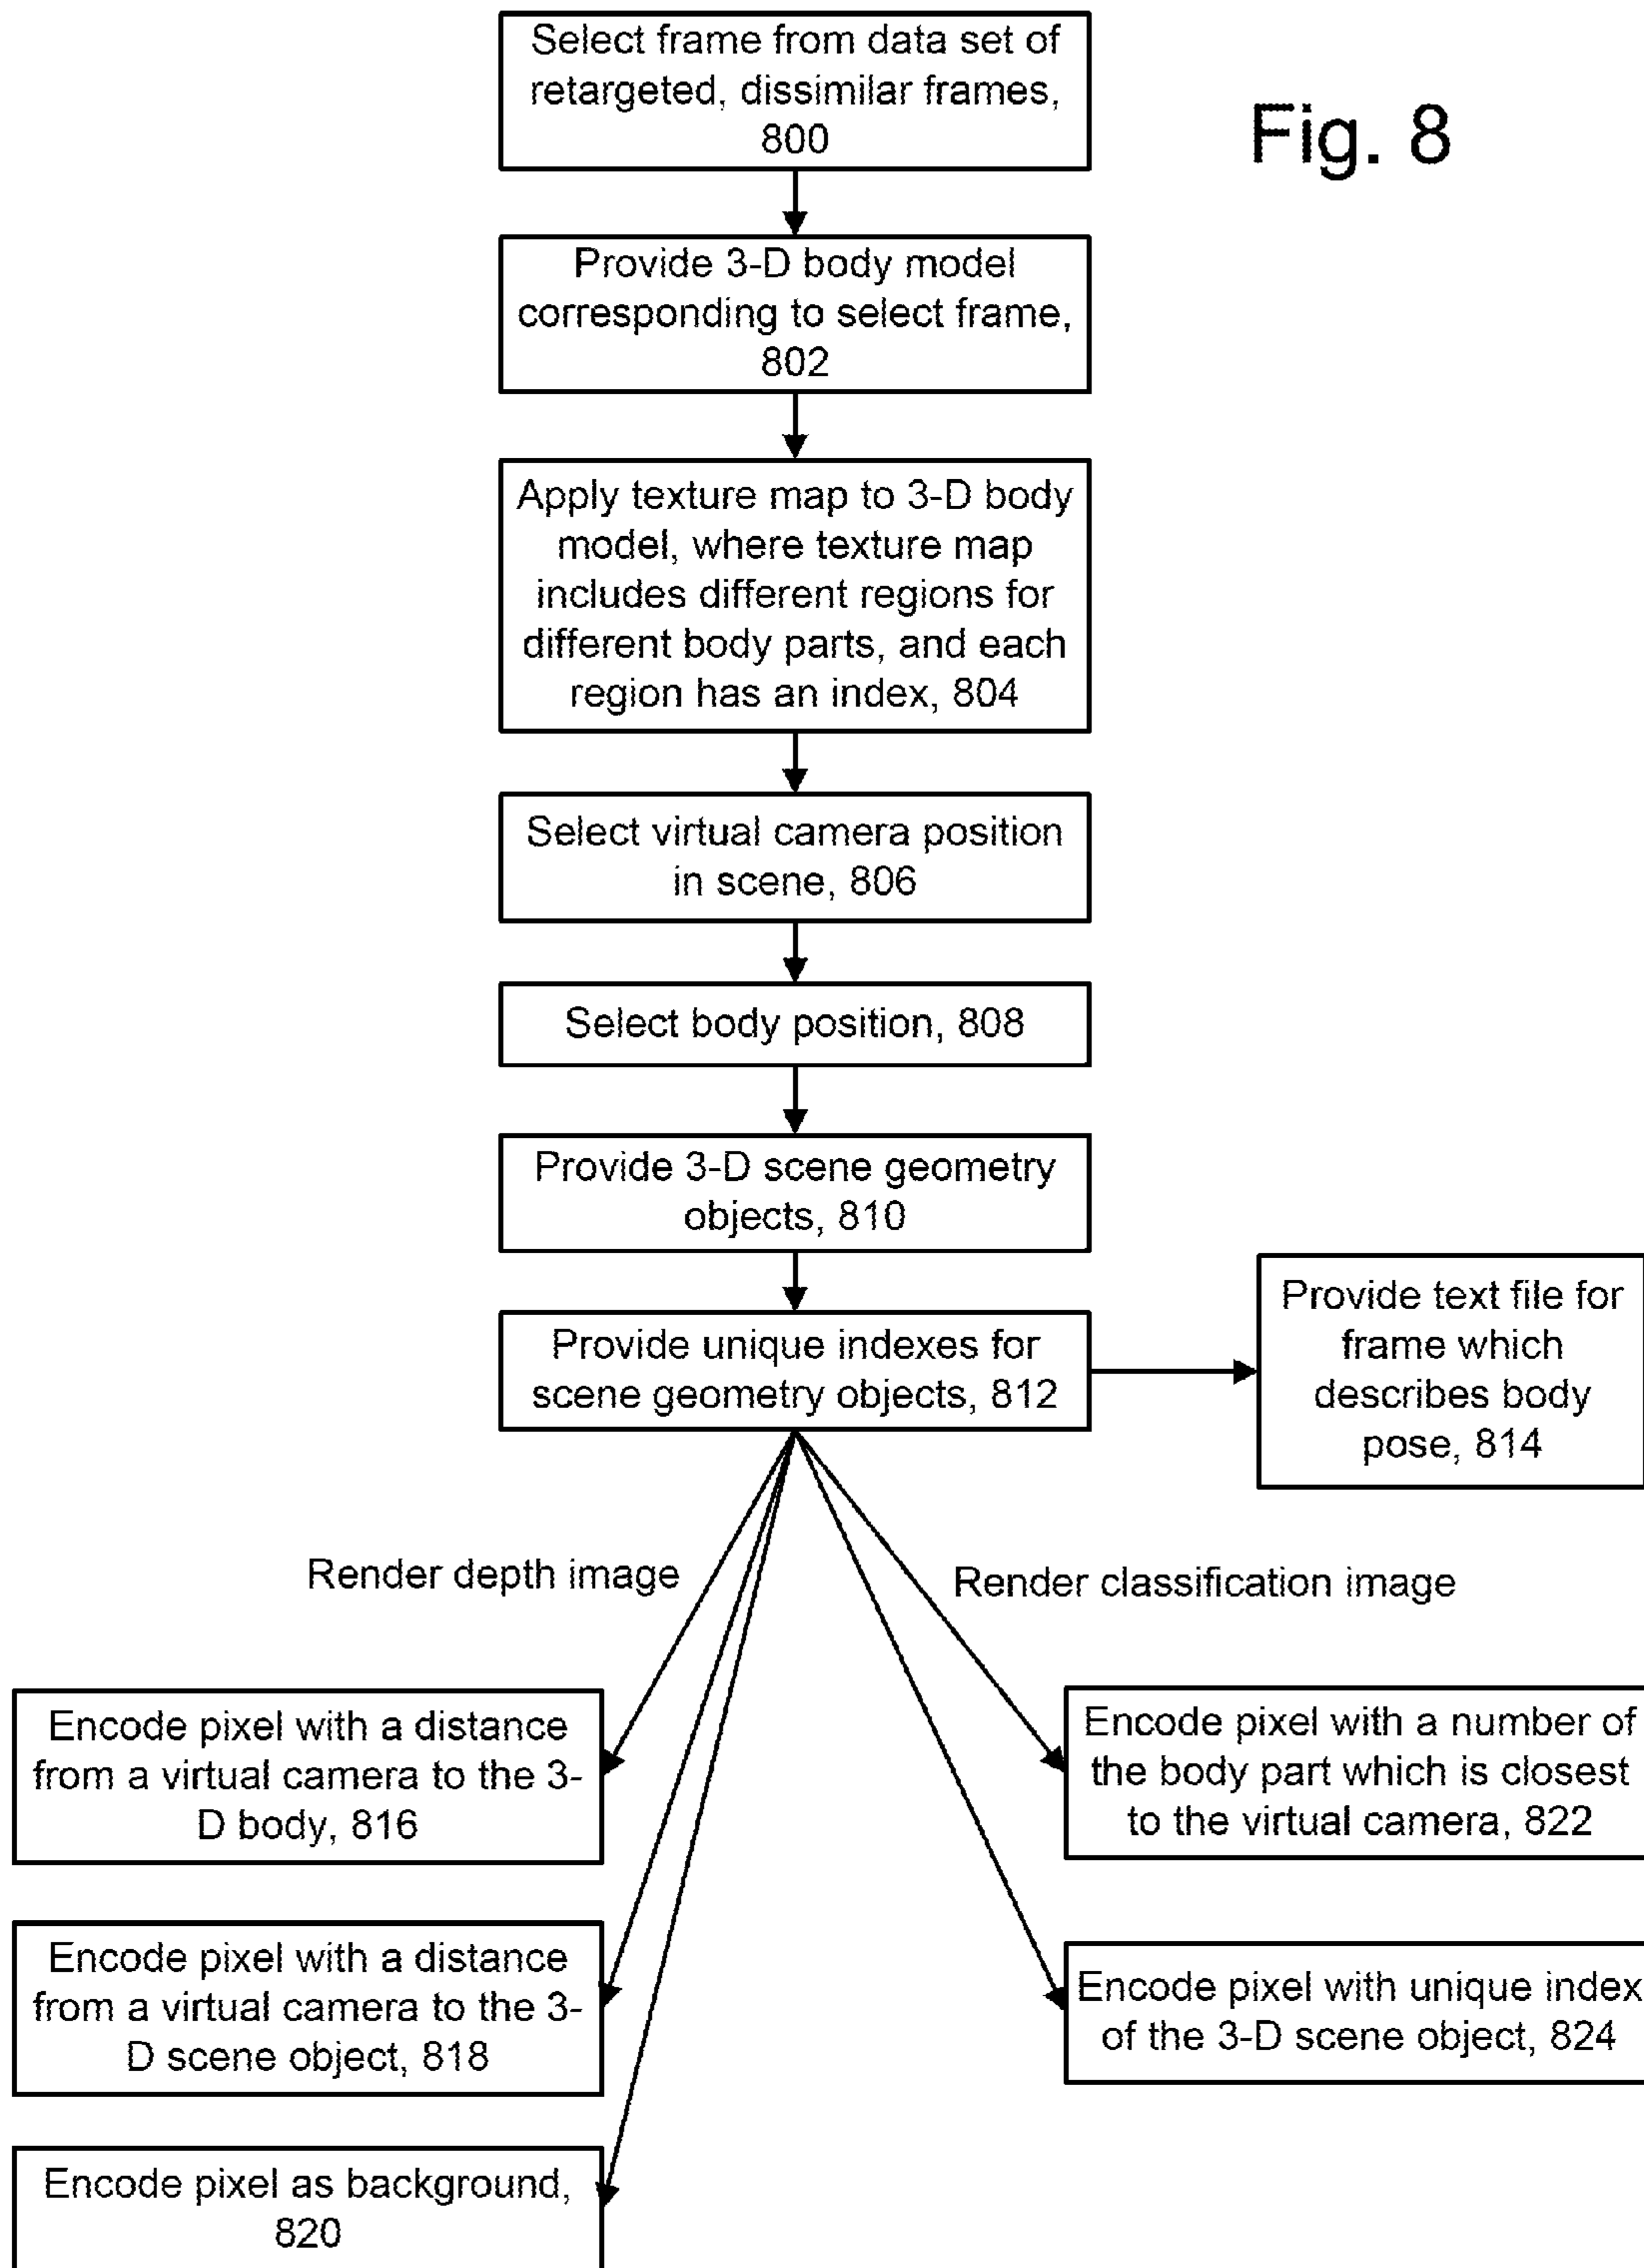 Select frame from data set of
retargeted, dissimilar frames,
800
Fig. 8
Provide 3-D body model
corresponding to select frame,
802
Apply texture map to 3-D body
model, where texture map
includes different regions for
different body parts, and each
region has an index, 804
Select virtual camera position
in scene, 806
Select body position, 808
Provide 3-D scene geometry
objects, 810
Provide unique indexes for
scene geometry objects, 812
Provide text file for
frame which
describes body
pose, 814
Render depth image
Render classification image
Encode pixel with a distance
from a virtual camera to the 3-
D body, 816
Encode pixel with a number of
the body part which is closest
to the virtual camera, 822
Encode pixel with a distance
from a virtual camera to the 3-
D scene object, 818
Encode pixel with unique index
of the 3-D scene object, 824
Encode pixel as background,
820